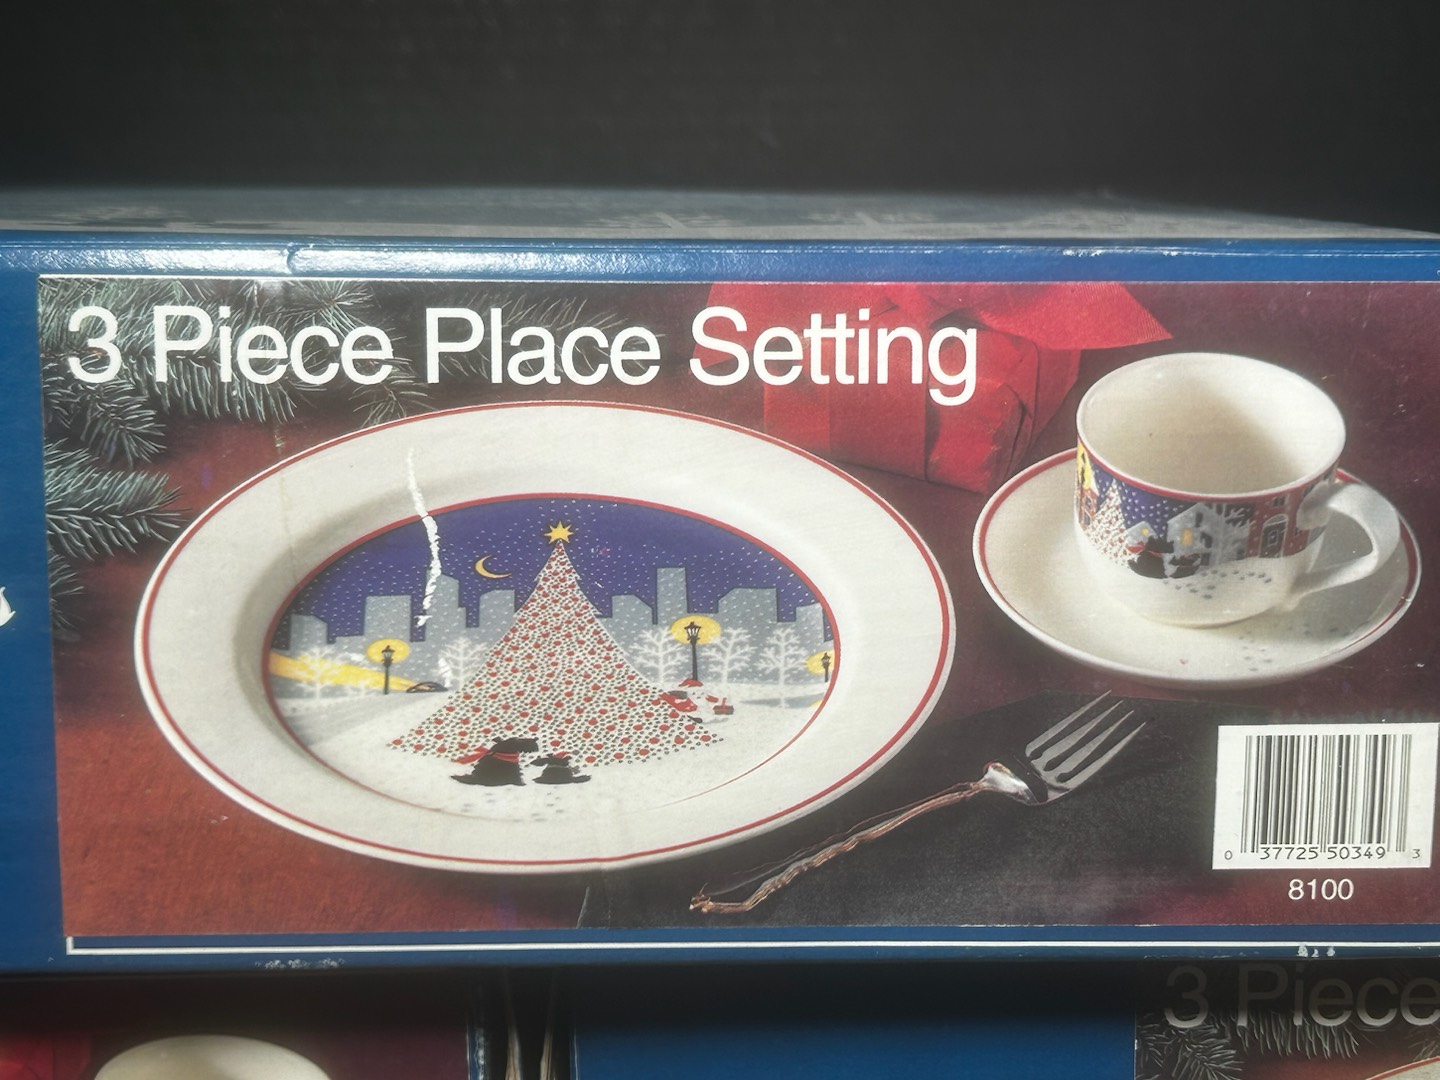 3 Piece Place Setting
0 37725 50349 3
8100
3 Piece